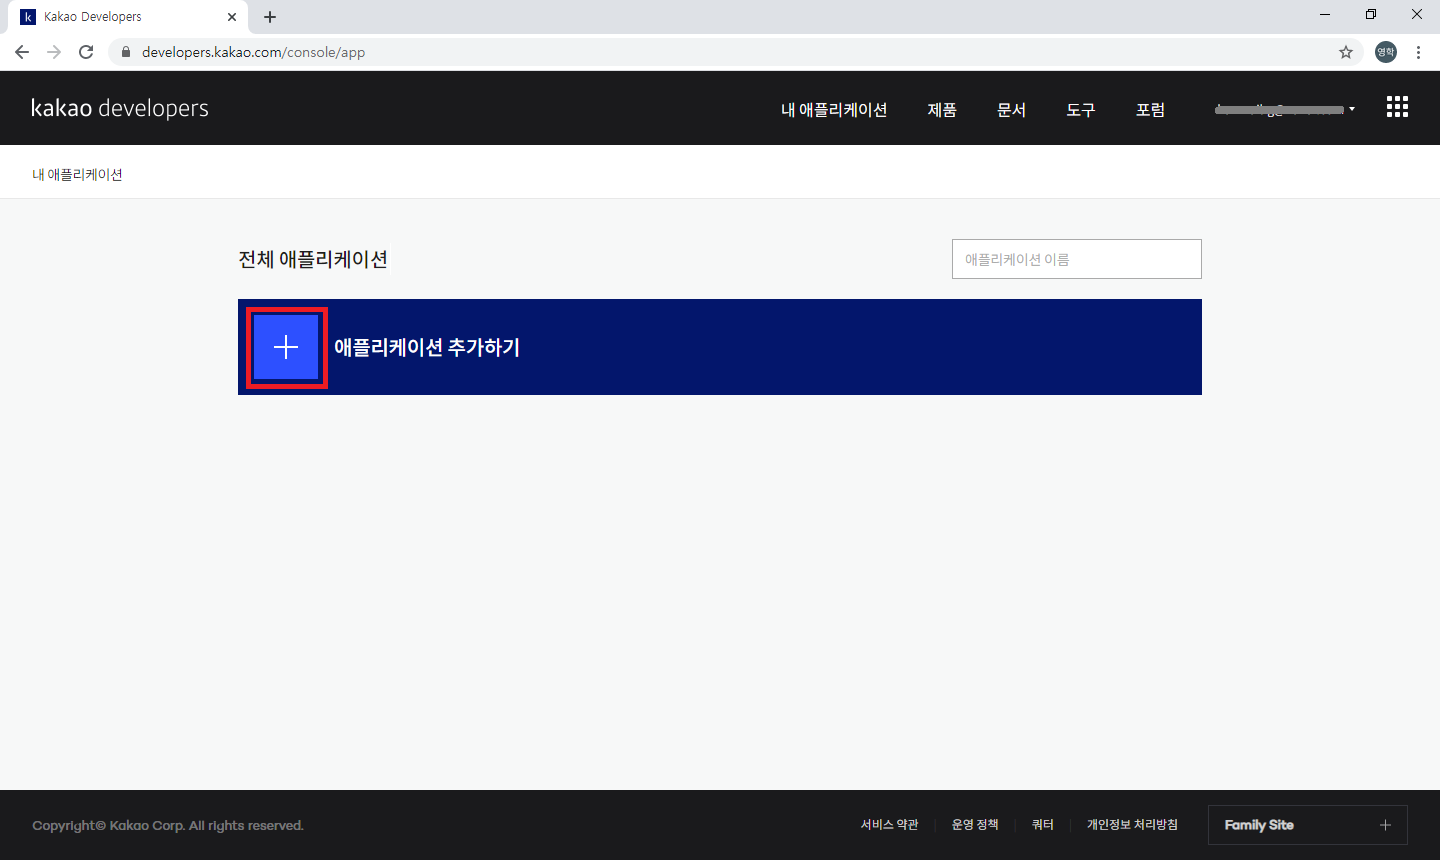 k Kakao Developers
developers.kakao.com/console/app
영학
kakao developers
내 애플리케이션 제품 문서 도구 포럼
내 애플리케이션
전체 애플리케이션
애플리케이션 이름
애플리케이션 추가하기
Copyright© Kakao Corp. All rights reserved.
서비스 약관 운영 정책 쿼터 개인정보 처리방침
Family Site